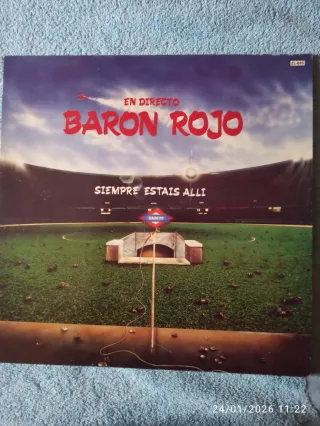 EN DIRECTO
BARON ROJO
SIEMPRE ESTAIS ALLI
24/01/2026 11:22